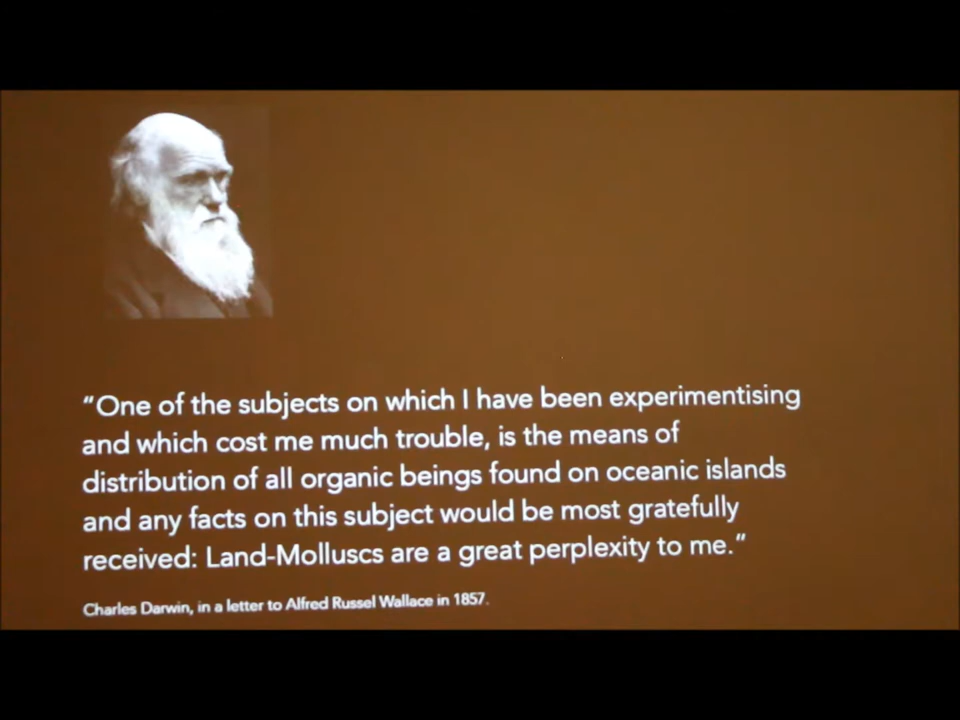 “One of the subjects on which I have been experimentising
and which cost me much trouble, is the means of
distribution of all organic beings found on oceanic islands
and any facts on this subject would be most gratefully
received: Land-Molluscs are a great perplexity to me.”
Charles Darwin, in a letter to Alfred Russel Wallace in 1857.